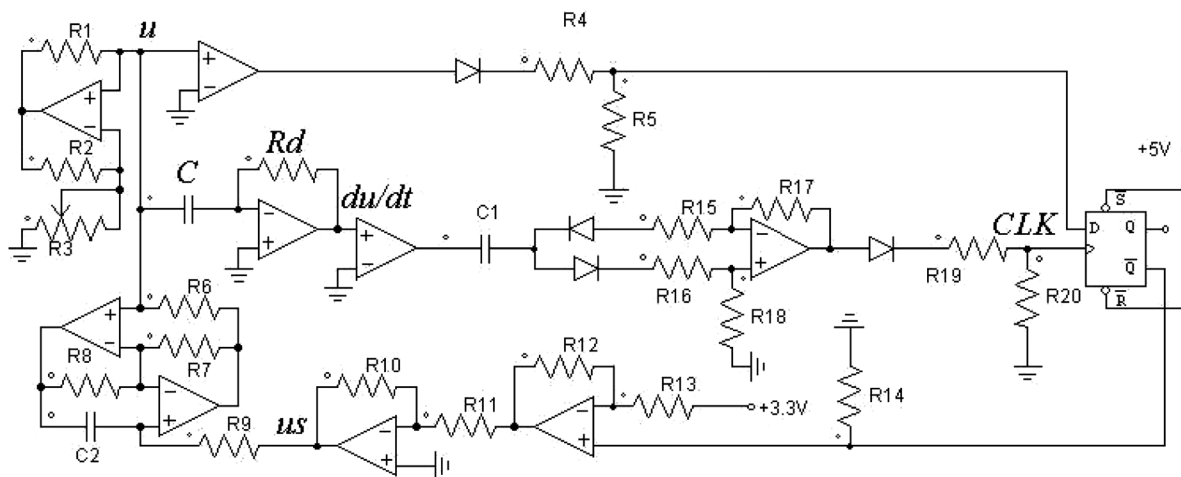 R1
u
R4
R2
R5
R3
Rd
C
du/dt
C1
R15
R17
R16
R18
CLK
R19
R20
+5V
S
D
Q
Q
R
R6
R8
R7
R9
C2
us
R10
R11
R12
R13
+3.3V
R14